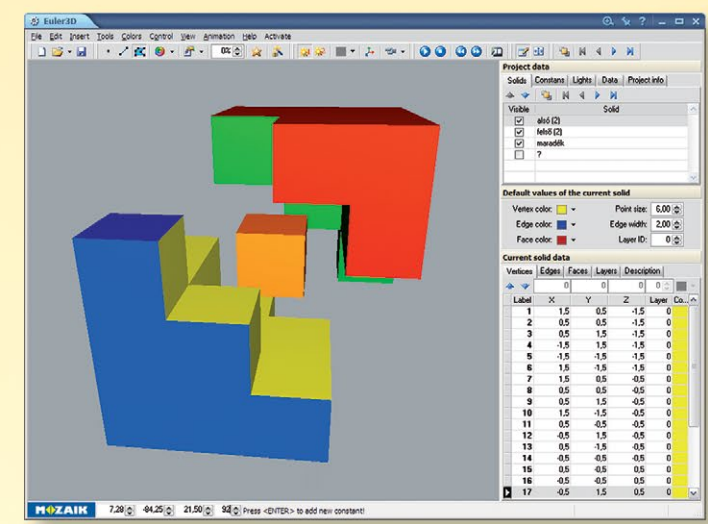 Euler3D
File Edit Insert Tools Colors Control View Animation Help Activate
0%
Project data
Solids Constans Lights Data Project info
Visible Solid
alsó (2)
felső (2)
maradék
?
Default values of the current solid
Vertex color: Point size: 6,00
Edge color: Edge width: 2,00
Face color: Layer ID: 0
Current solid data
Vertices Edges Faces Layers Description
0 0 0 0
Label X Y Z Layer Co...
1 1,5 0,5 -1,5 0
2 0,5 0,5 -1,5 0
3 0,5 1,5 -1,5 0
4 -1,5 1,5 -1,5 0
5 -1,5 -1,5 -1,5 0
6 1,5 -1,5 -1,5 0
7 1,5 0,5 -0,5 0
8 0,5 0,5 -0,5 0
9 0,5 1,5 -0,5 0
10 1,5 -1,5 -0,5 0
11 0,5 -0,5 -0,5 0
12 -0,5 1,5 -0,5 0
13 -0,5 -1,5 -0,5 0
14 -0,5 -0,5 -0,5 0
15 0,5 0,5 0,5 0
16 -0,5 0,5 0,5 0
17 -0,5 1,5 0,5 0
MOZAIK 7,28 -94,25 21,50 92 Press <ENTER> to add new constant!